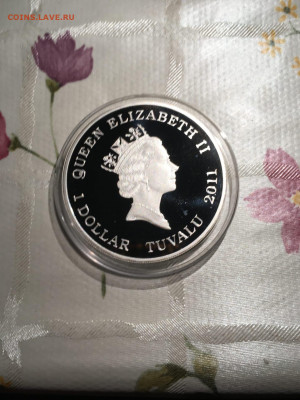 COINS.LAVE.RU
QUEEN ELIZABETH II
1 DOLLAR TUVALU 2011